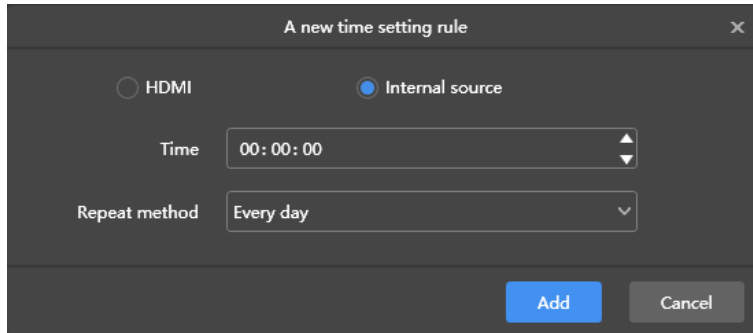 A new time setting rule
HDMI Internal source
Time 00:00:00
Repeat method Every day
Add Cancel